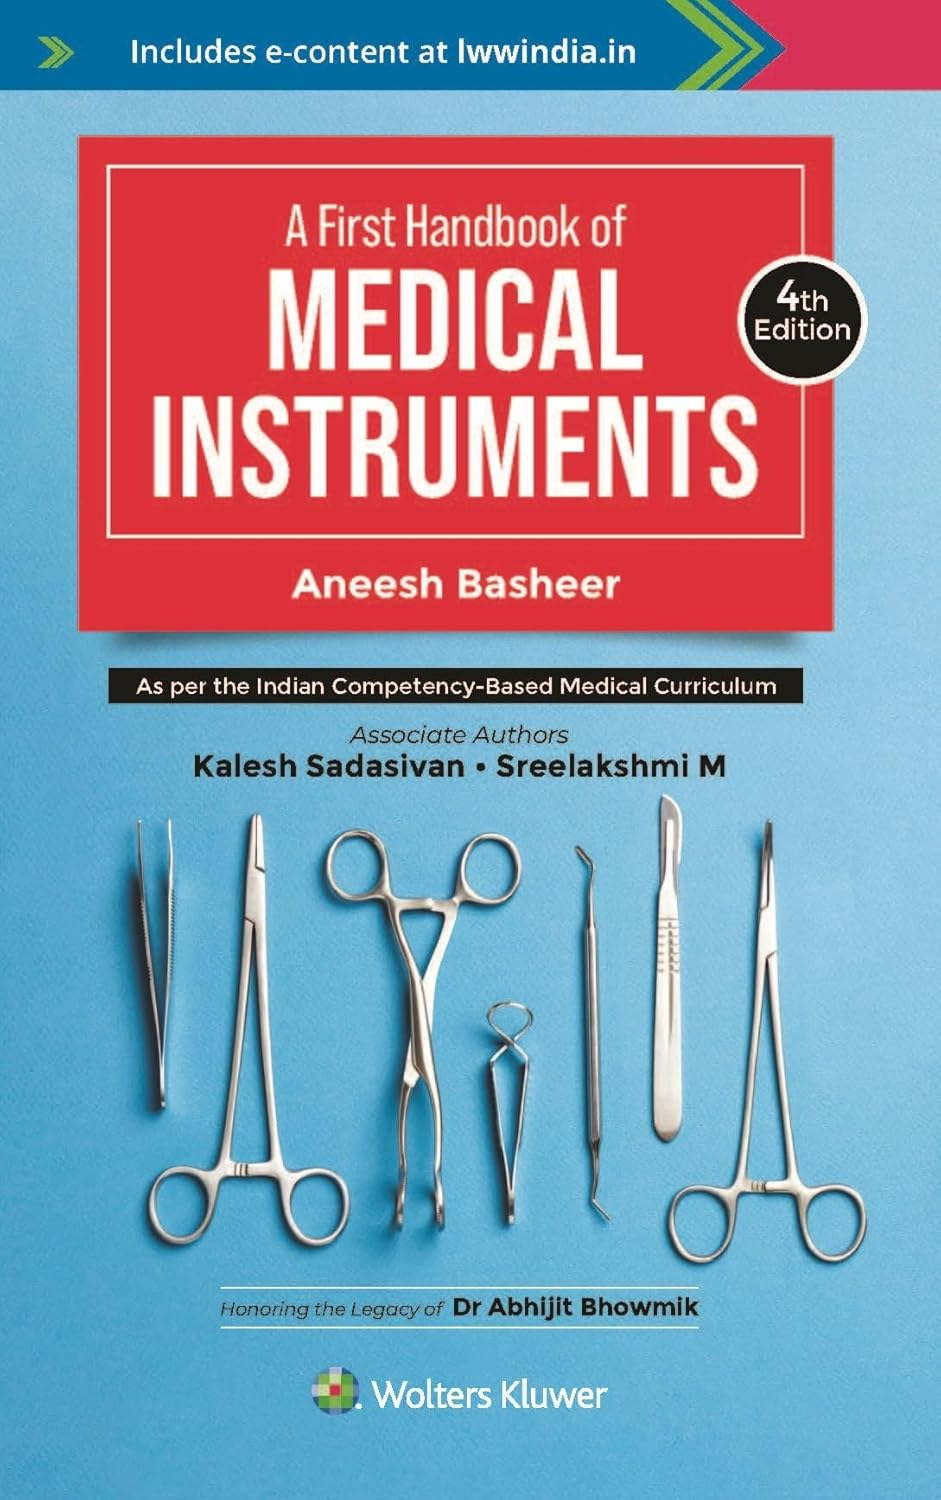 Includes e-content at lwwindia.in
A First Handbook of
MEDICAL
INSTRUMENTS
4th
Edition
Aneesh Basheer
As per the Indian Competency-Based Medical Curriculum
Associate Authors
Kalesh Sadasivan • Sreelakshmi M
Honoring the Legacy of Dr Abhijit Bhowmik
Wolters Kluwer